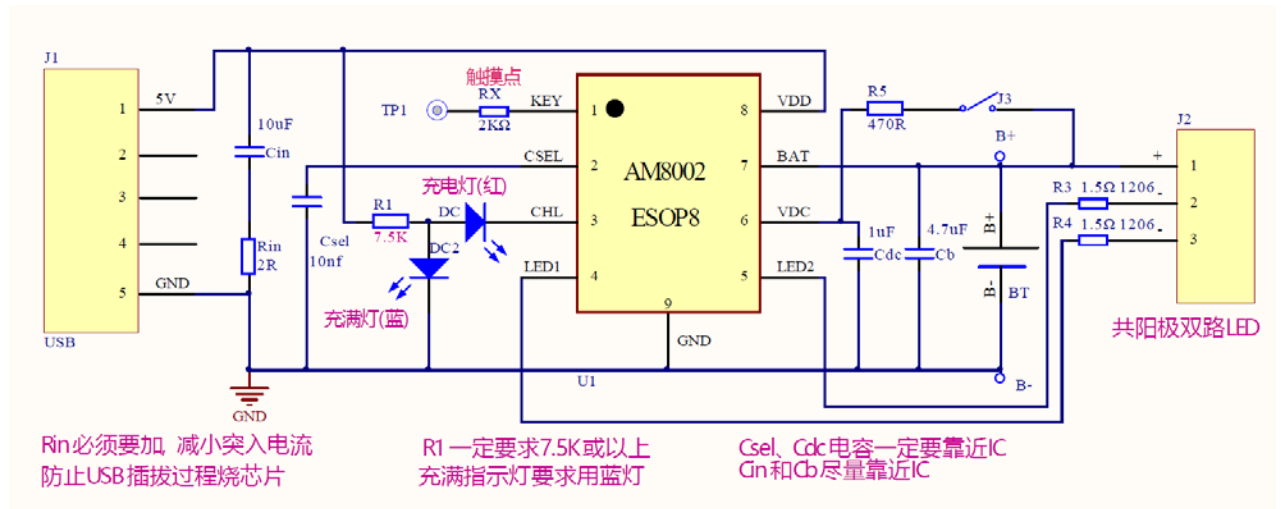 J1
1
5V
2
3
4
5
GND
USB
10uF
Cin
Rin
2R
GND
Csel
10nf
触摸点
TP1
RX
2KΩ
KEY
CSEL
充电灯(红)
R1
7.5K
DC
CHL
DC2
LED1
充满灯(蓝)
1
2
3
4
AM8002
ESOP8
8
7
6
5
9
GND
U1
VDD
BAT
VDC
LED2
R5
470R
J3
B+
1uF
Cdc
4.7uF
Cb
B+
B-
BT
B-
J2
+
1
R3
1.5Ω 1206
-
2
R4
1.5Ω 1206
-
3
共阳极双路LED
Rin必须要加, 减小突入电流
防止USB插拔过程烧芯片
R1一定要求7.5K或以上
充满指示灯要求用蓝灯
Csel、Cdc电容一定要靠近IC
Cin和Cb尽量靠近IC